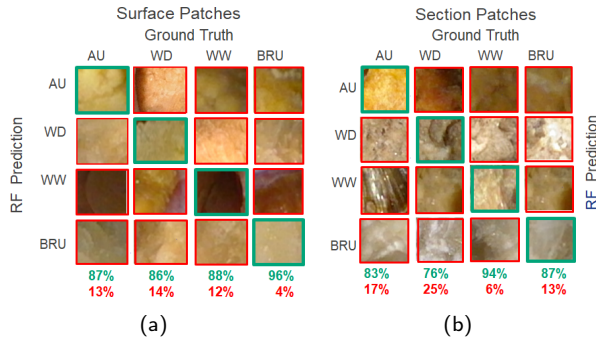 Surface Patches
Ground Truth
AU WD WW BRU
RF Prediction
AU
WD
WW
BRU
87% 86% 88% 96%
13% 14% 12% 4%
(a)
Section Patches
Ground Truth
AU WD WW BRU
AU
WD
WW
BRU
RF Prediction
83% 76% 94% 87%
17% 25% 6% 13%
(b)